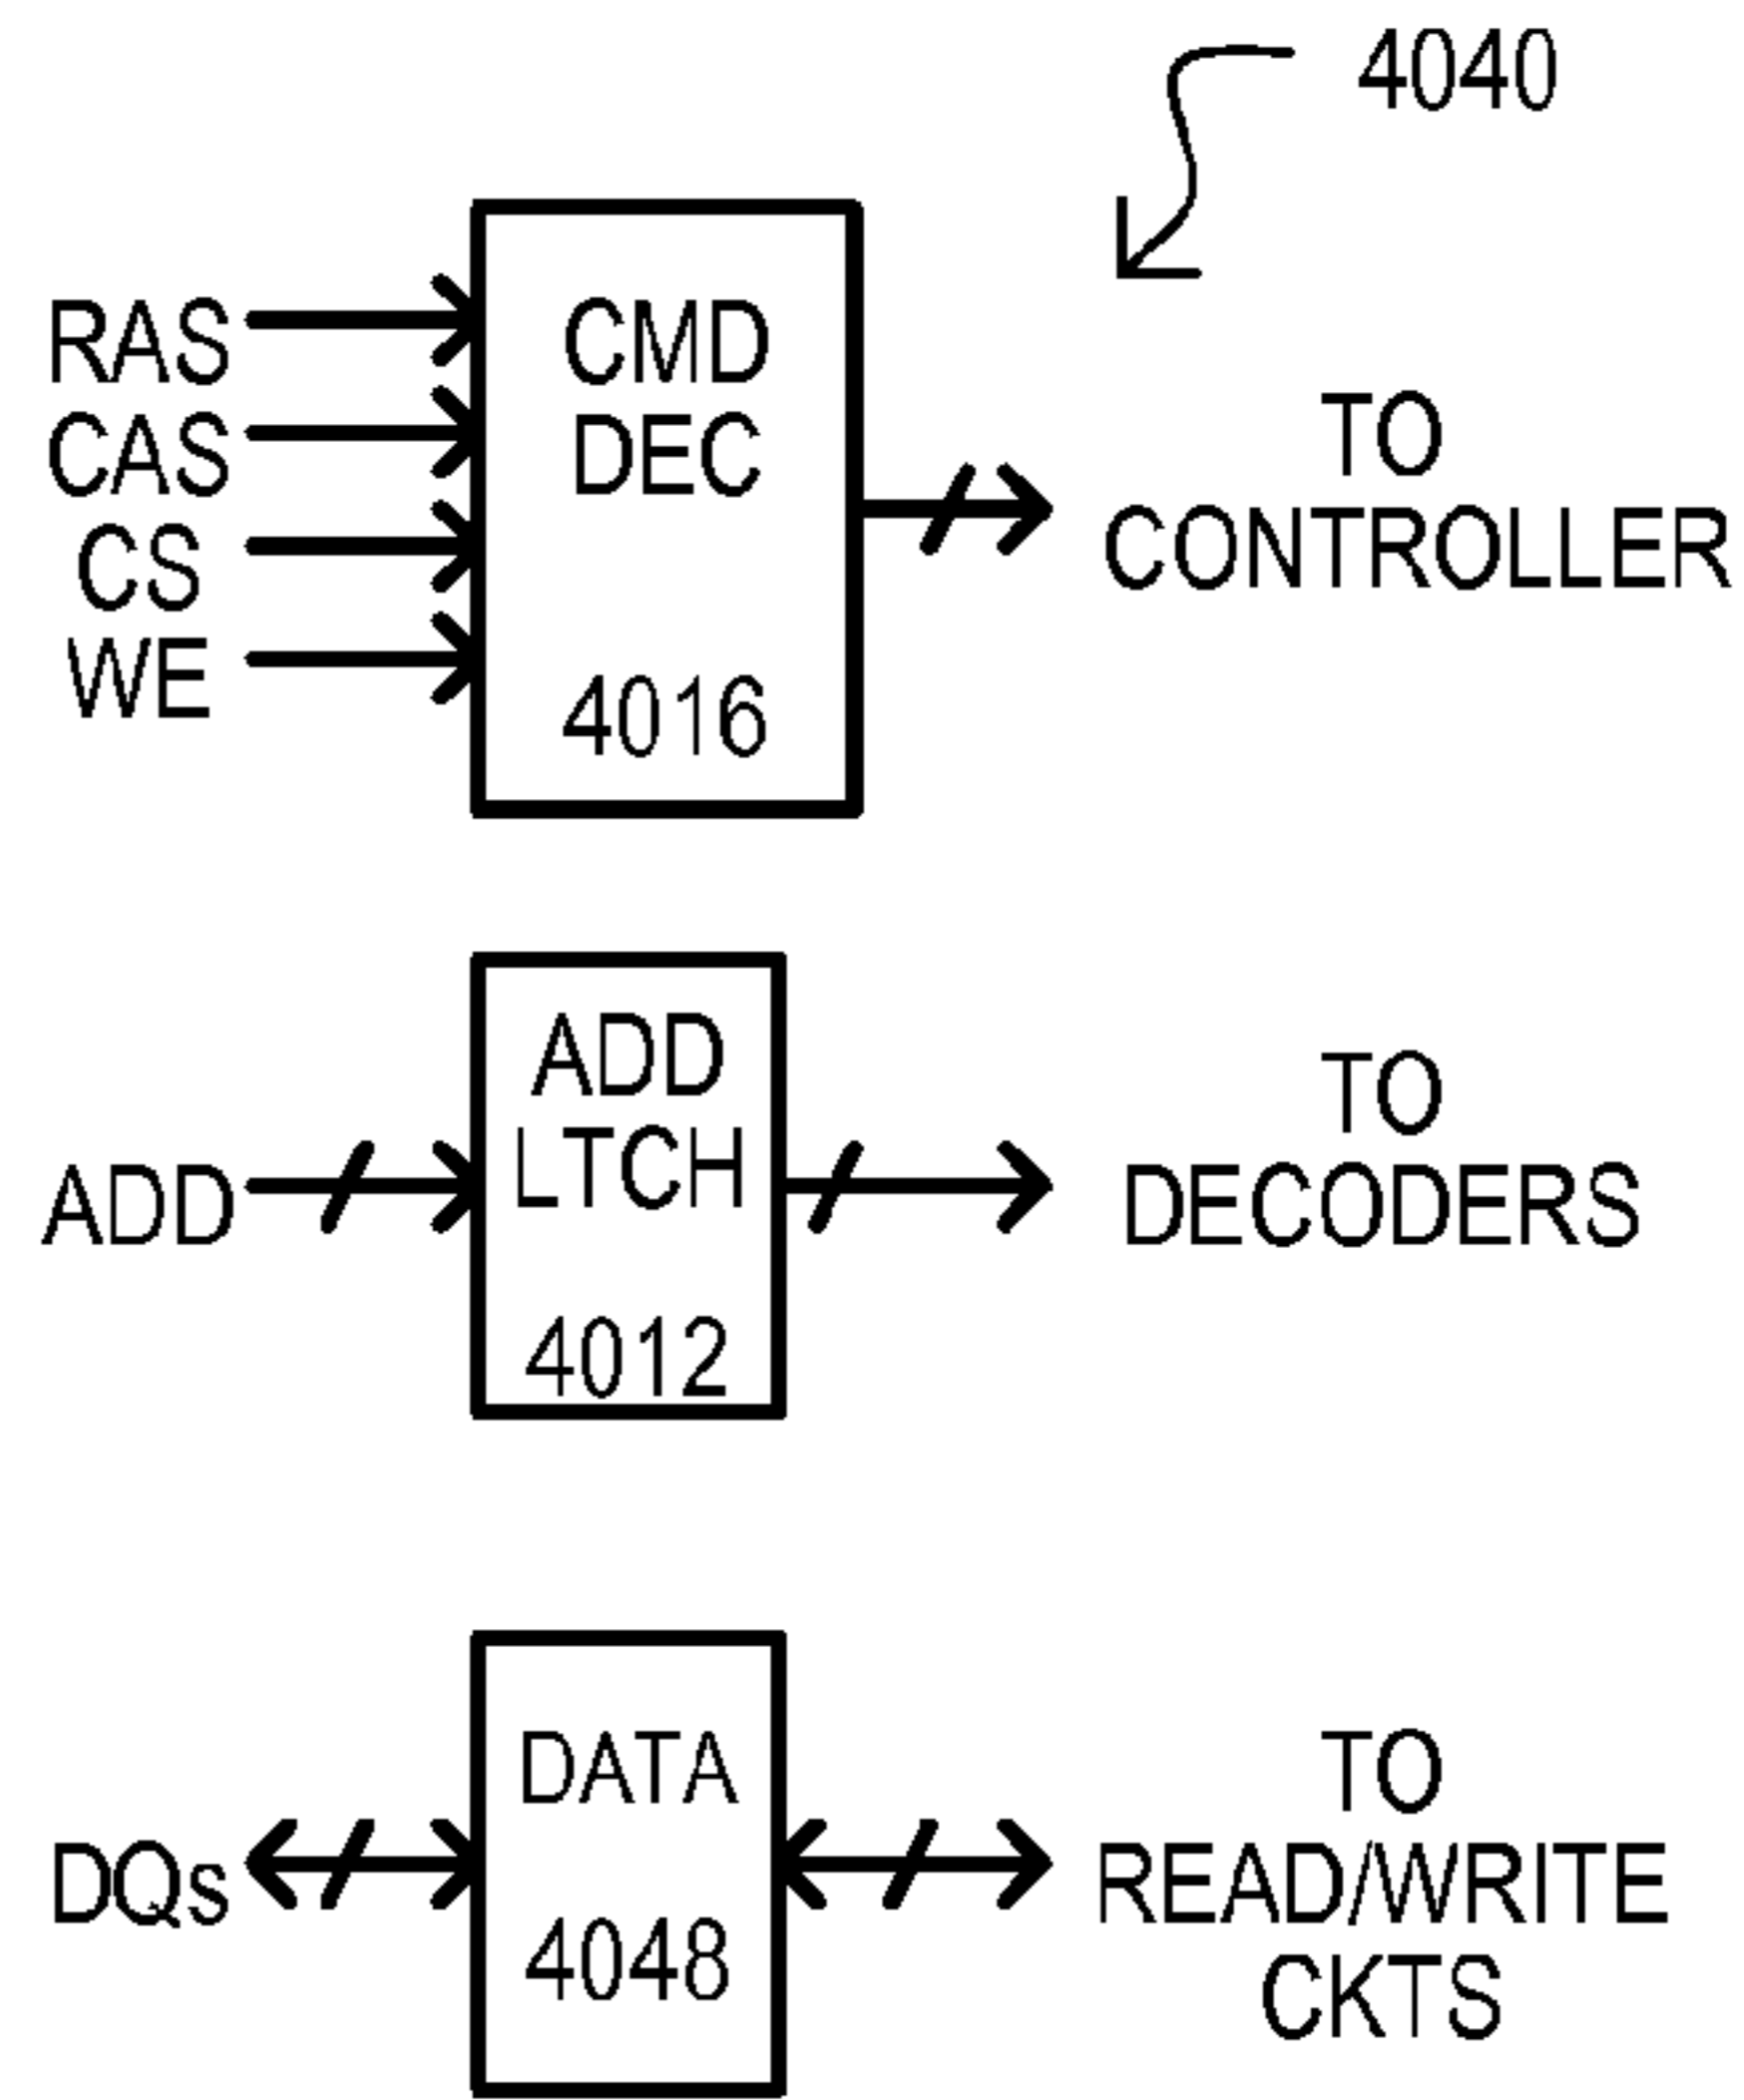 4040
RAS
CAS
CS
WE
CMD
DEC
4016
TO
CONTROLLER
ADD
ADD
LTCH
4012
TO
DECODERS
DQs
DATA
4048
TO
READ/WRITE
CKTS